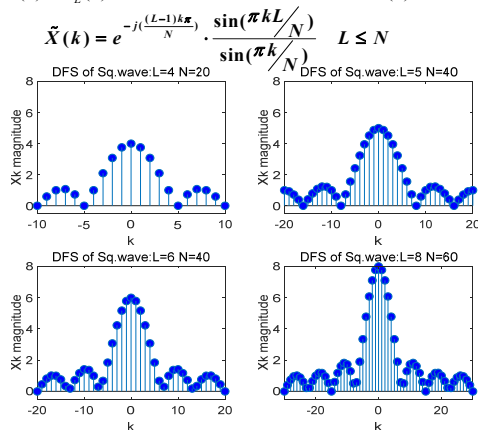 X̃(k) = e^{-j((L-1)kπ/N)} · sin(πkL/N) / sin(πk/N)   L ≤ N
DFS of Sq.wave:L=4 N=20
Xk magnitude
8
6
4
2
0
-10 -5 0 5 10
k
DFS of Sq.wave:L=5 N=40
Xk magnitude
8
6
4
2
0
-20 -10 0 10 20
k
DFS of Sq.wave:L=6 N=40
Xk magnitude
8
6
4
2
0
-20 -10 0 10 20
k
DFS of Sq.wave:L=8 N=60
Xk magnitude
8
6
4
2
0
-20 0 20
k